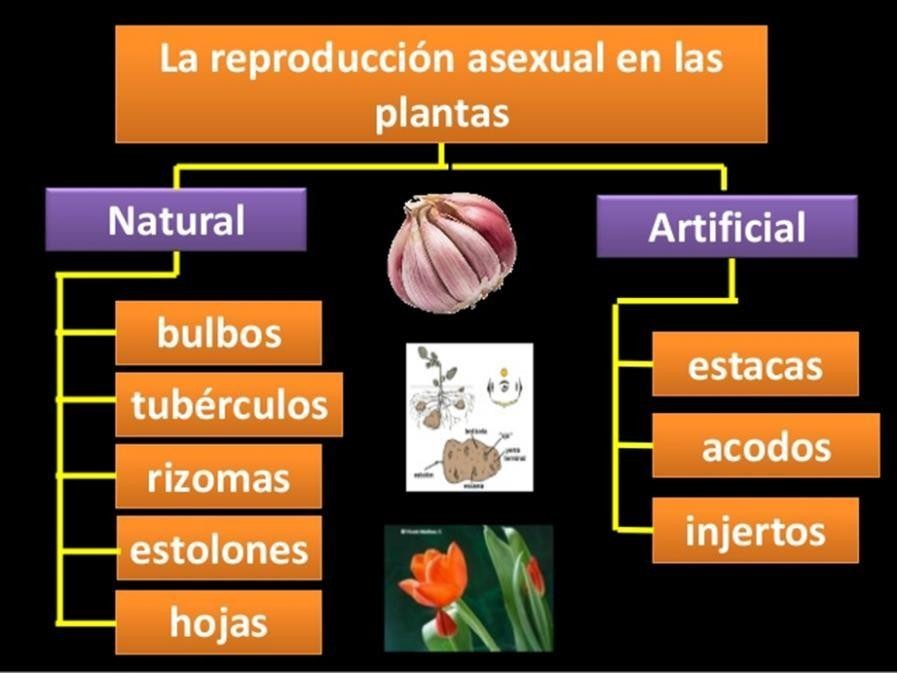 La reproducción asexual en las
plantas
Natural
Artificial
bulbos
tubérculos
rizomas
estolones
hojas
estacas
acodos
injertos